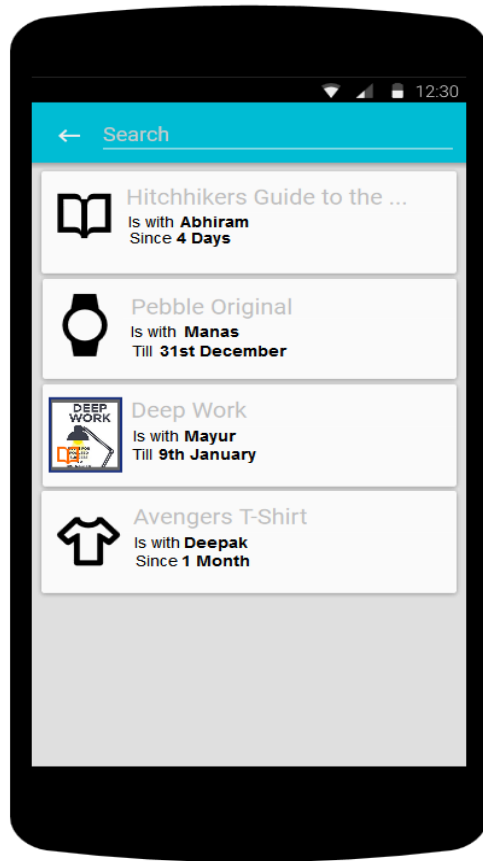 12:30
Search
Hitchhikers Guide to the ...
Is with Abhiram
Since 4 Days
Pebble Original
Is with Manas
Till 31st December
DEEP
WORK
Deep Work
Is with Mayur
Till 9th January
Avengers T-Shirt
Is with Deepak
Since 1 Month